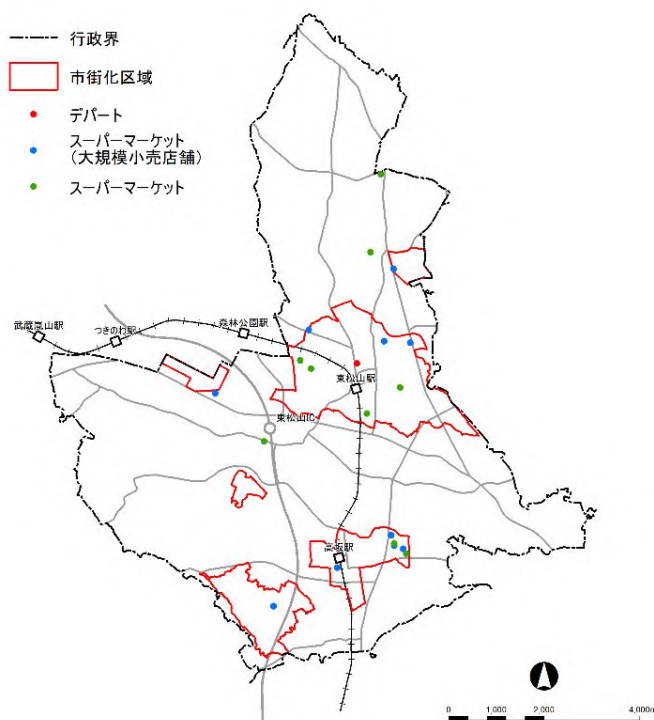 行政界
市街化区域
デパート
スーパーマーケット
(大規模小売店舗)
スーパーマーケット
武蔵嵐山駅
つきのわ駅
森林公園駅
東松山駅
東松山IC
高坂駅
0 1,000 2,000 4,000m